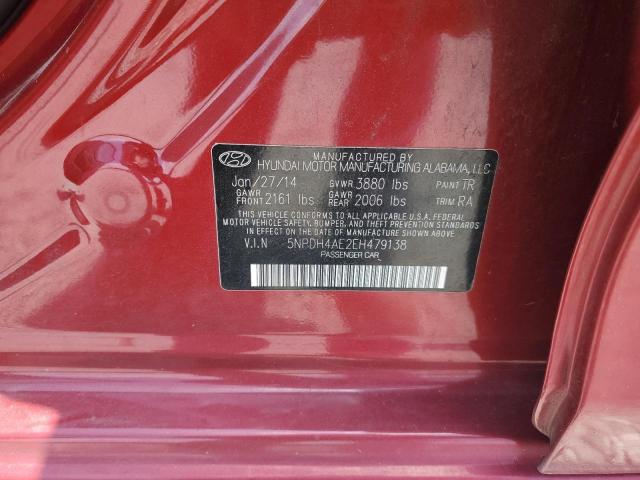 MANUFACTURED BY
HYUNDAI MOTOR MANUFACTURING ALABAMA, LLC
Jan/27/14 GVWR 3880 lbs PAINT TR
GAWR FRONT 2161 lbs GAWR REAR 2006 lbs TRIM RA
THIS VEHICLE CONFORMS TO ALL APPLICABLE U.S.A. FEDERAL
MOTOR VEHICLE SAFETY, BUMPER, AND THEFT PREVENTION STANDARDS
IN EFFECT ON THE DATE OF MANUFACTURE SHOWN ABOVE.
V.I.N 5NPDH4AE2EH479138
PASSENGER CAR